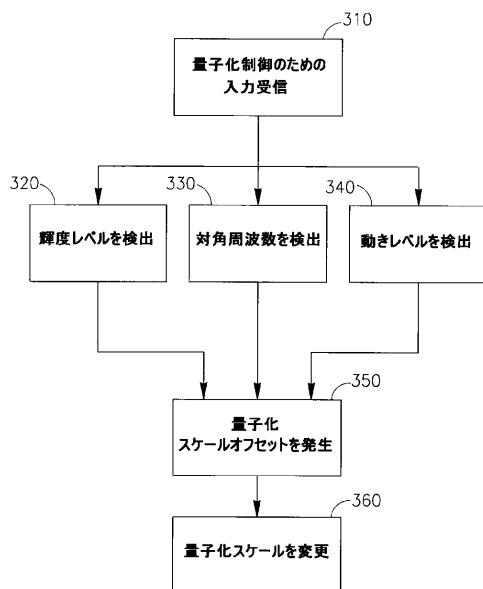 310
量子化制御のための
入力受信
320
330
340
輝度レベルを検出
対角周波数を検出
動きレベルを検出
350
量子化
スケールオフセットを発生
360
量子化スケールを変更